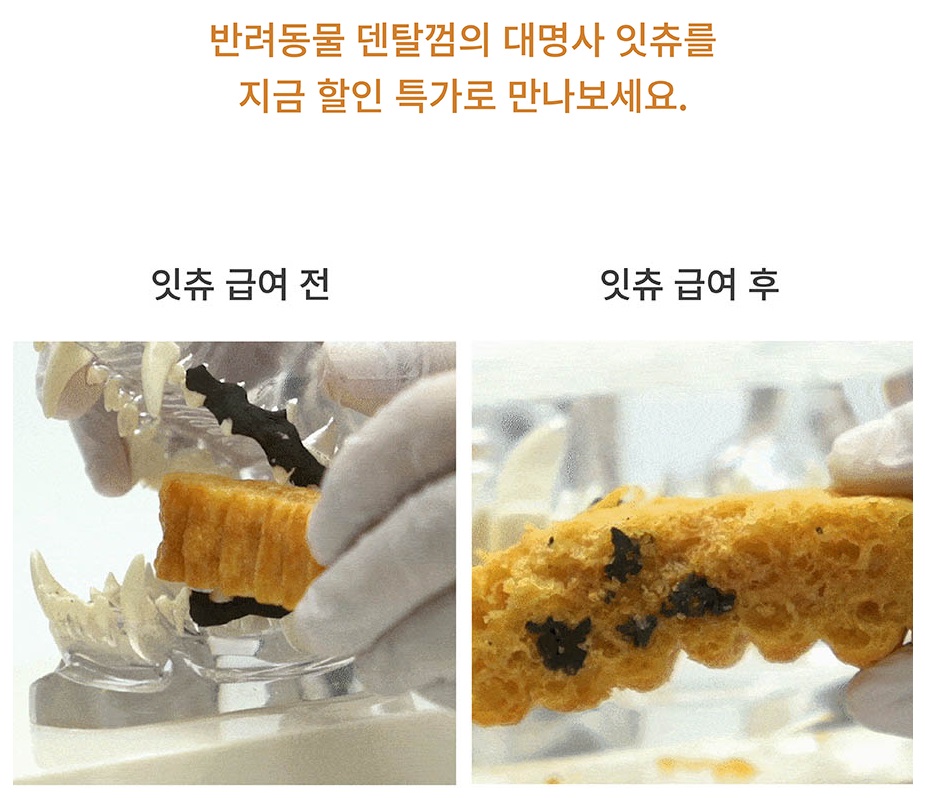 반려동물 덴탈껌의 대명사 잇츄를
지금 할인 특가로 만나보세요.
잇츄 급여 전
잇츄 급여 후